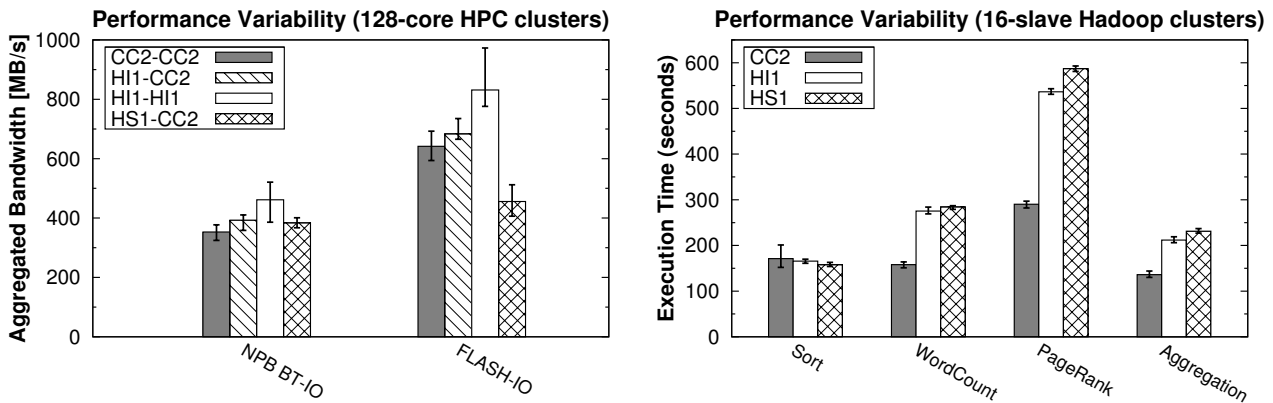 Performance Variability (128-core HPC clusters)
Aggregated Bandwidth [MB/s]
1000
800
600
400
200
0
CC2-CC2
HI1-CC2
HI1-HI1
HS1-CC2
NPB BT-IO
FLASH-IO
Performance Variability (16-slave Hadoop clusters)
Execution Time (seconds)
600
500
400
300
200
100
0
CC2
HI1
HS1
Sort
WordCount
PageRank
Aggregation